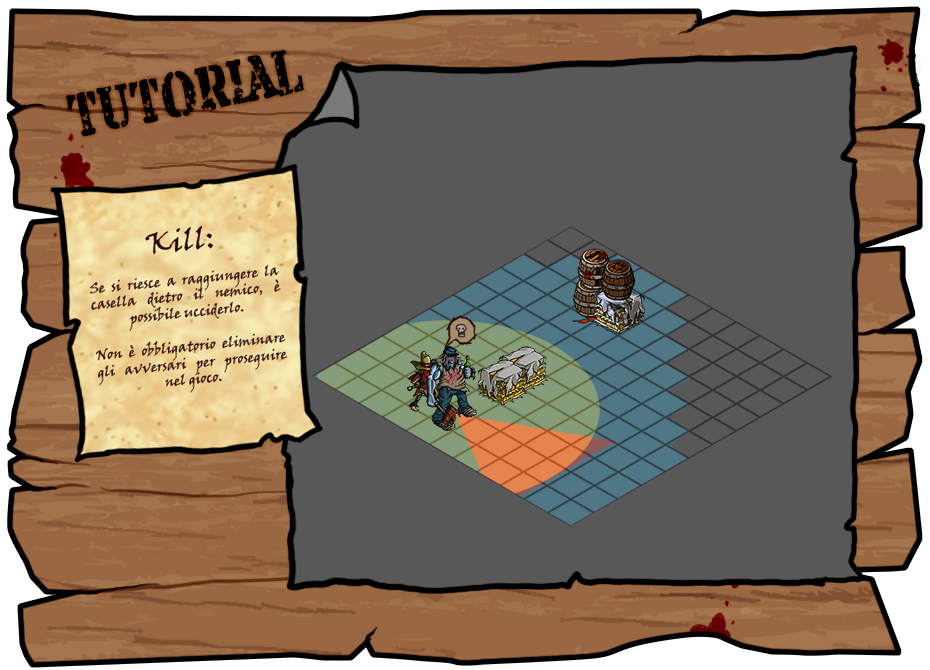 TUTORIAL
Kill:
Se si riesce a raggiungere la
casella dietro il nemico, è
possibile ucciderlo.
Non è obbligatorio eliminare
gli avversari per proseguire
nel gioco.